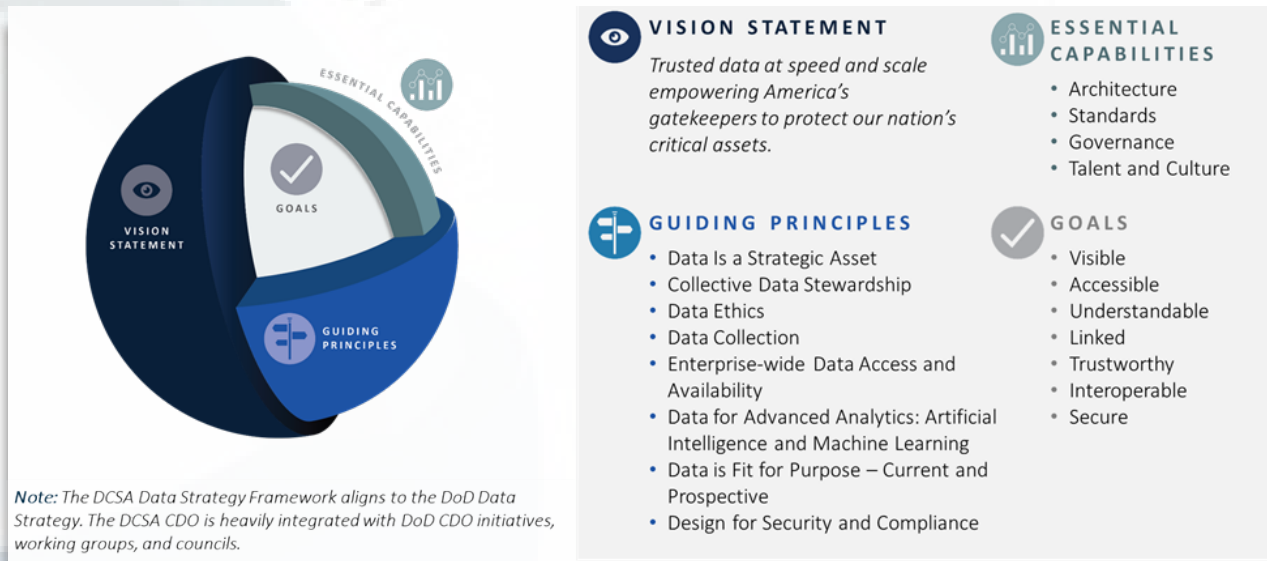 ESSENTIAL CAPABILITIES
GOALS
VISION
STATEMENT
GUIDING
PRINCIPLES
Note: The DCSA Data Strategy Framework aligns to the DoD Data
Strategy. The DCSA CDO is heavily integrated with DoD CDO initiatives,
working groups, and councils.
VISION STATEMENT
Trusted data at speed and scale
empowering America's
gatekeepers to protect our nation's
critical assets.
ESSENTIAL
CAPABILITIES
• Architecture
• Standards
• Governance
• Talent and Culture
GUIDING PRINCIPLES
• Data Is a Strategic Asset
• Collective Data Stewardship
• Data Ethics
• Data Collection
• Enterprise-wide Data Access and
Availability
• Data for Advanced Analytics: Artificial
Intelligence and Machine Learning
• Data is Fit for Purpose – Current and
Prospective
• Design for Security and Compliance
GOALS
• Visible
• Accessible
• Understandable
• Linked
• Trustworthy
• Interoperable
• Secure